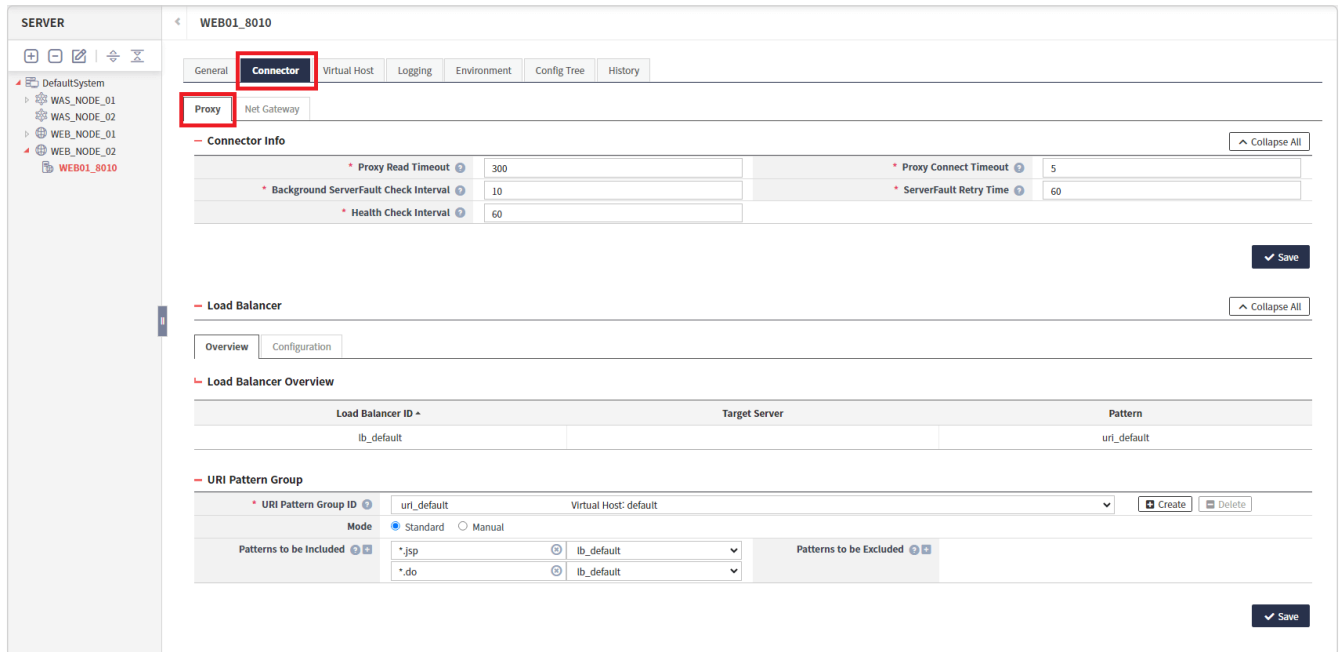 SERVER
WEB01_8010
DefaultSystem
WAS_NODE_01
WAS_NODE_02
WEB_NODE_01
WEB_NODE_02
WEB01_8010
General Connector Virtual Host Logging Environment Config Tree History
Proxy Net Gateway
Connector Info Collapse All
* Proxy Read Timeout 300 * Proxy Connect Timeout 5
* Background ServerFault Check Interval 10 * ServerFault Retry Time 60
* Health Check Interval 60
Save
Load Balancer Collapse All
Overview Configuration
Load Balancer Overview
Load Balancer ID Target Server Pattern
lb_default uri_default
URI Pattern Group
* URI Pattern Group ID uri_default Virtual Host: default Create Delete
Mode Standard Manual
Patterns to be Included *.jsp lb_default Patterns to be Excluded
*.do lb_default
Save